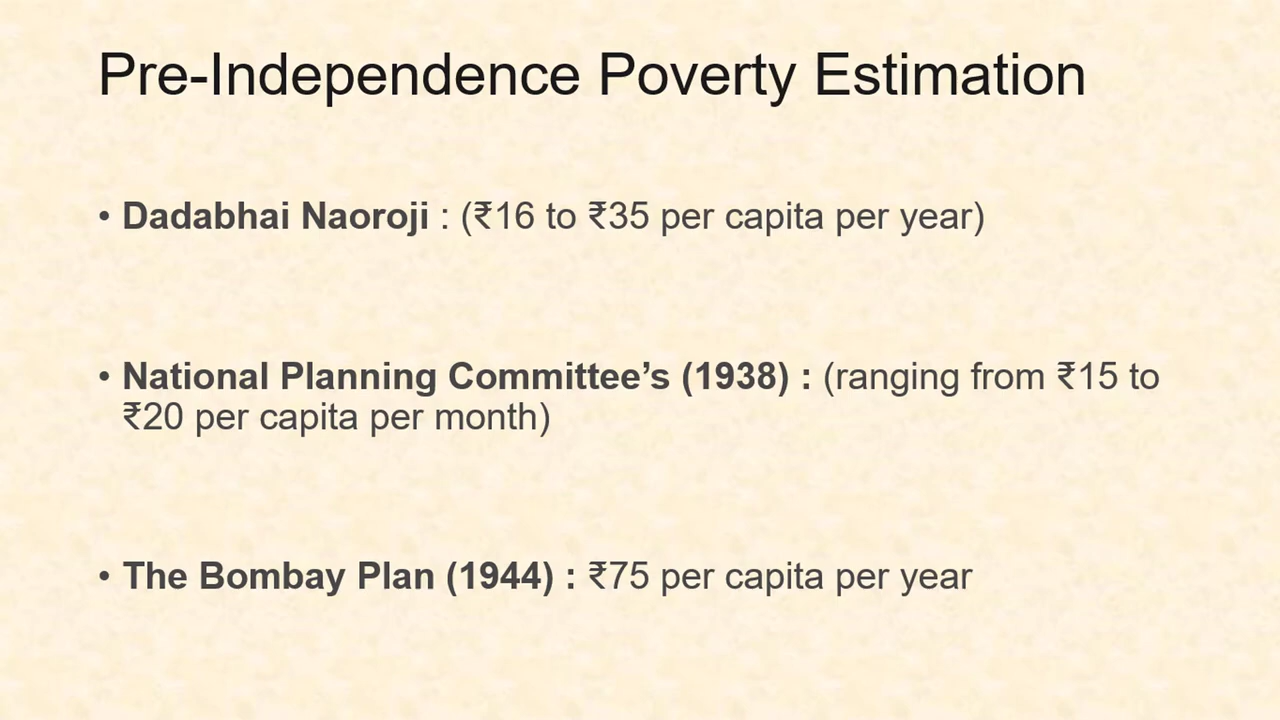 Pre-Independence Poverty Estimation
• Dadabhai Naoroji : (₹16 to ₹35 per capita per year)
• National Planning Committee’s (1938) : (ranging from ₹15 to
₹20 per capita per month)
• The Bombay Plan (1944) : ₹75 per capita per year